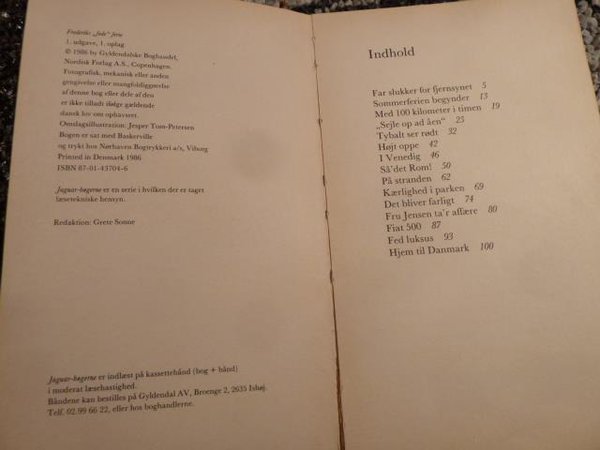 Frederiks „fede" ferie
1. udgave, 1. oplag
© 1986 by Gyldendalske Boghandel,
Nordisk Forlag A.S., Copenhagen.
Fotografisk, mekanisk eller anden
gengivelse eller mangfoldiggørelse
af denne bog eller dele af den
er ikke tilladt ifølge gældende
dansk lov om ophavsret.
Omslagsillustration: Jesper Tom-Petersen
Bogen er sat med Baskerville
og trykt hos Nørhaven Bogtrykkeri a/s, Viborg
Printed in Denmark 1986
ISBN 87-01-43704-6
Jaguar-bøgerne er en serie i hvilken der er taget
læsetekniske hensyn.
Redaktion: Grete Sonne
Jaguar-bøgerne er indlæst på kassettebånd (bog + bånd)
i moderat læsehastighed.
Båndene kan bestilles på Gyldendal AV, Broenge 2, 2635 Ishøj.
Telf. 02 99 66 22, eller hos boghandlerne.
Indhold
Far slukker for fjernsynet 5
Sommerferien begynder 13
Med 100 kilometer i timen 19
„Sejle op ad åen" 25
Tybalt ser rødt 32
Højt oppe 42
I Venedig 46
Så'det Rom! 50
På stranden 62
Kærlighed i parken 69
Det bliver farligt 74
Fru Jensen ta'r affære 80
Fiat 500 87
Fed luksus 93
Hjem til Danmark 100